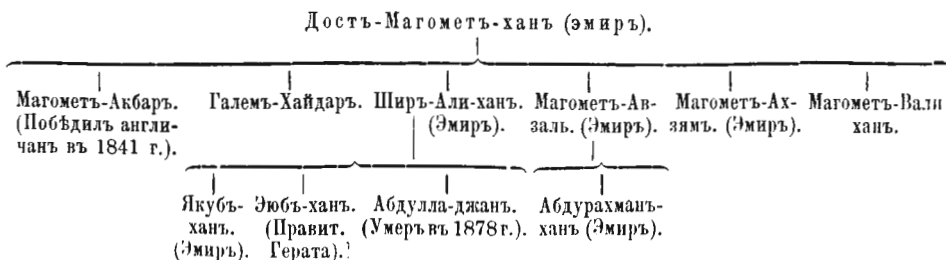 Достъ-Магометъ-ханъ (эмиръ).
Магометъ-Акбаръ. Галемъ-Хайдаръ. Ширъ-Али-ханъ. Магометъ-Ав- Магометъ-Ах- Магометъ-Вали
(Побѣдилъ англи- (Эмиръ). заль. (Эмиръ). зямъ. (Эмиръ). ханъ.
чанъ въ 1841 г.).
Якубъ- Эюбъ-ханъ. Абдулла-джанъ. Абдурахманъ-
ханъ. (Правит. (Умеръ въ 1878 г.). ханъ (Эмиръ).
(Эмиръ). Герата).